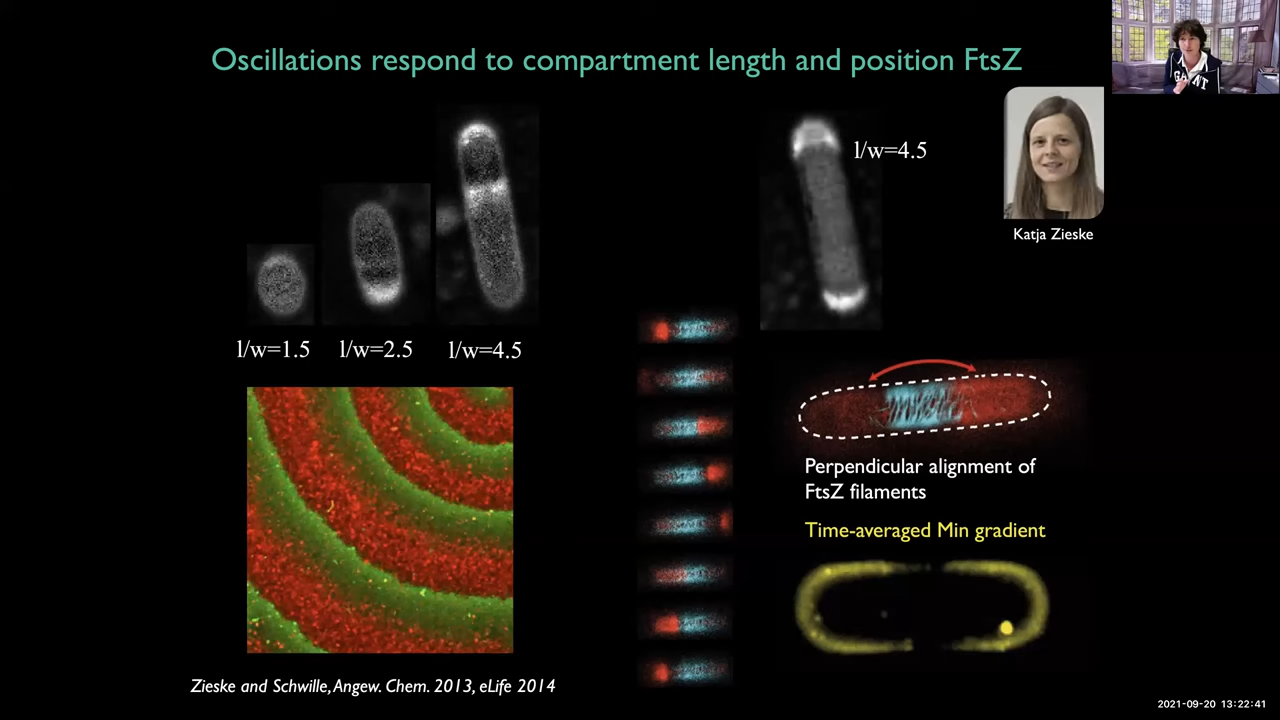 Oscillations respond to compartment length and position FtsZ
l/w=4.5
Katja Zieske
l/w=1.5
l/w=2.5
l/w=4.5
Perpendicular alignment of
FtsZ filaments
Time-averaged Min gradient
Zieske and Schwille, Angew. Chem. 2013, eLife 2014
2021-09-20 13:22:41